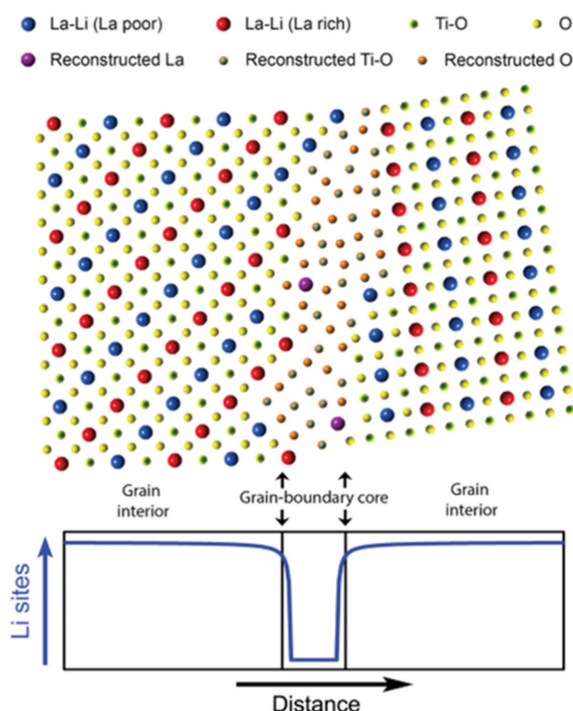 La-Li (La poor) La-Li (La rich) Ti-O O
Reconstructed La Reconstructed Ti-O Reconstructed O
Grain interior
Grain-boundary core
Grain interior
Li sites
Distance